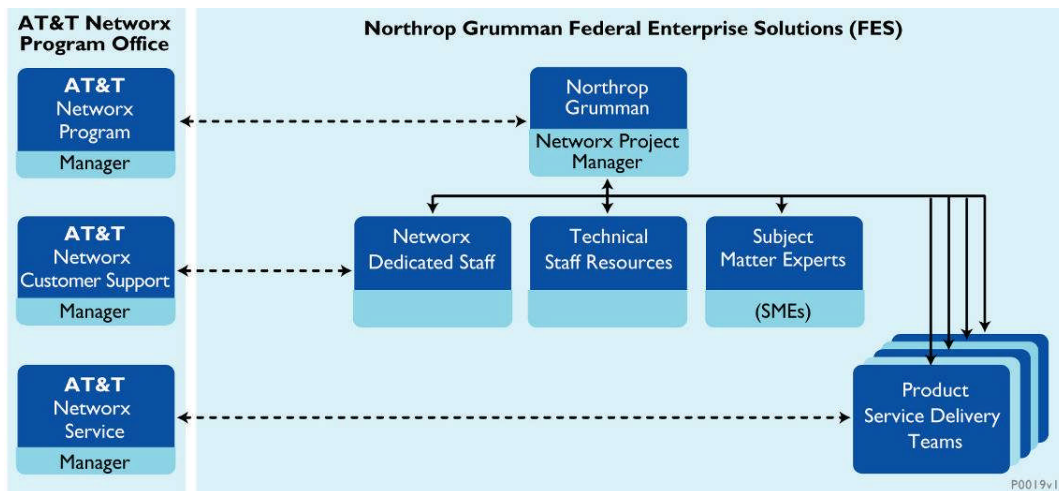 AT&T Networx
Program Office
Northrop Grumman Federal Enterprise Solutions (FES)
AT&T
Networx
Program
Manager
Northrop
Grumman
Networx Project
Manager
AT&T
Networx
Customer Support
Manager
Networx
Dedicated Staff
Technical
Staff Resources
Subject
Matter Experts
(SMEs)
AT&T
Networx
Service
Manager
Product
Service Delivery
Teams
P0019v1